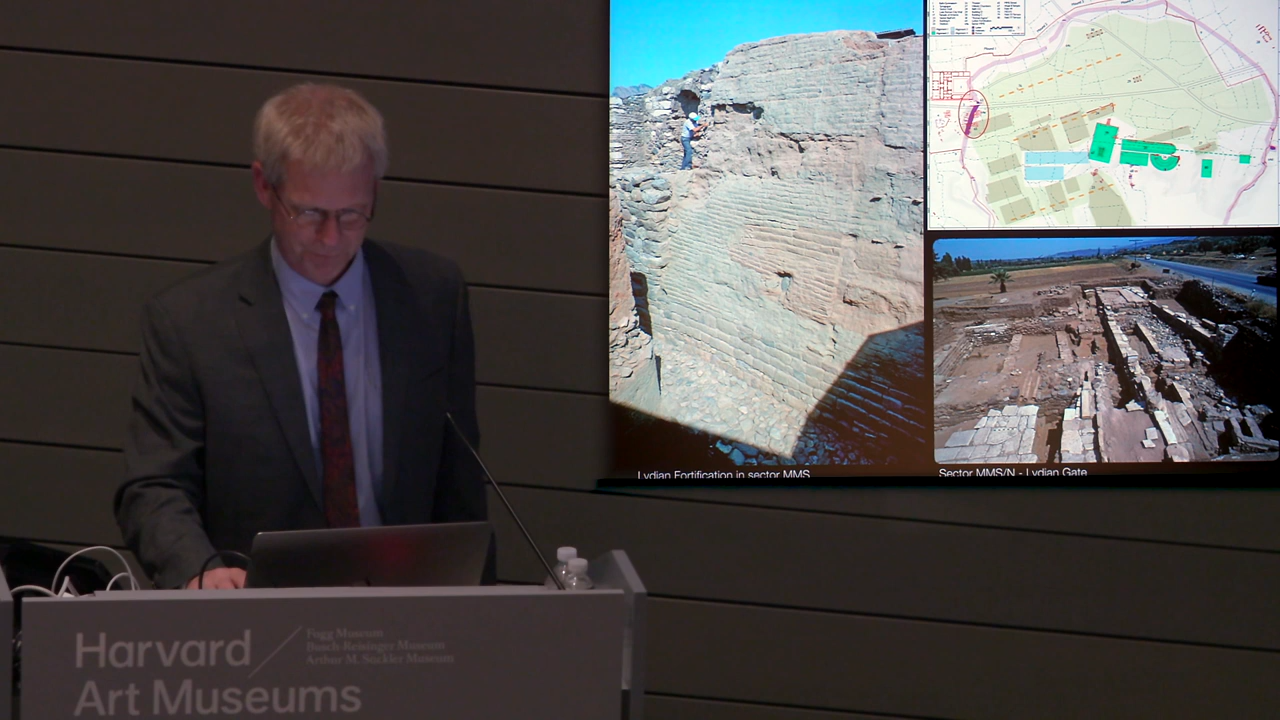 Lydian Fortification in sector MMS
Sector MMS/N - Lydian Gate
Harvard
Art Museums
Fogg Museum
Busch-Reisinger Museum
Arthur M. Sackler Museum